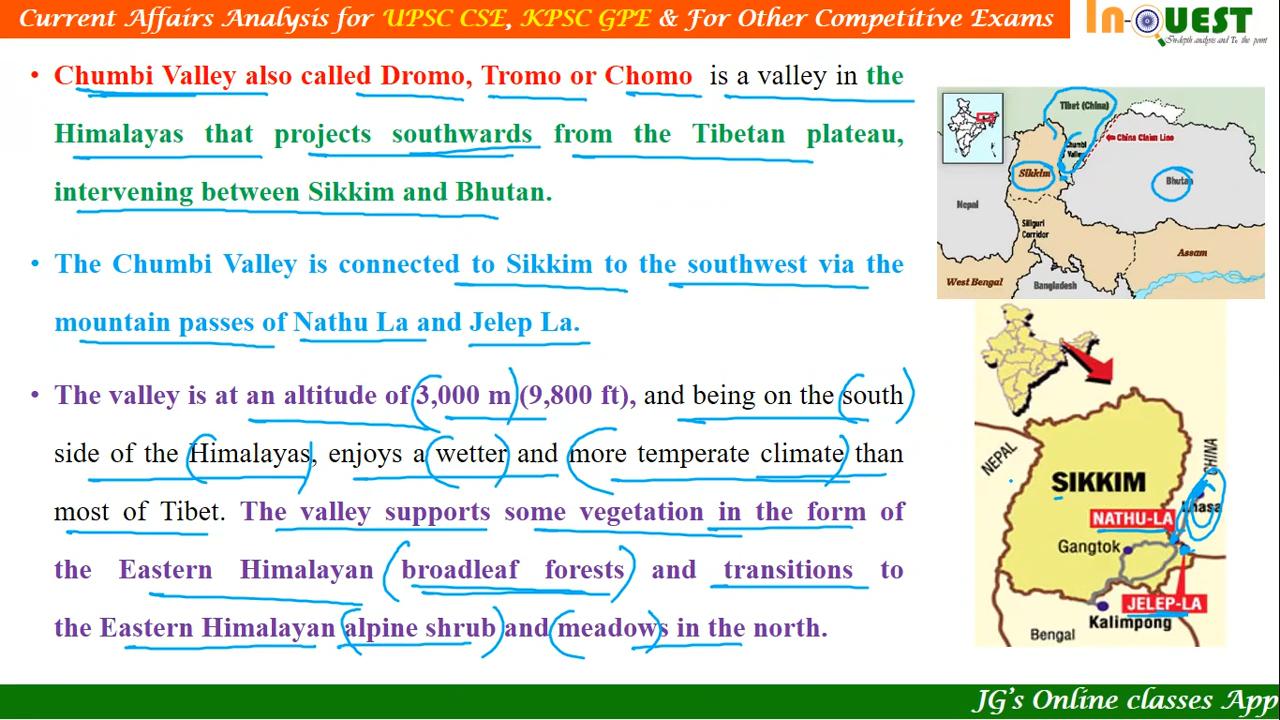 Current Affairs Analysis for UPSC CSE, KPSC GPE & For Other Competitive Exams
In-QUEST
In-depth analysis and To the point
• Chumbi Valley also called Dromo, Tromo or Chomo is a valley in the
Himalayas that projects southwards from the Tibetan plateau,
intervening between Sikkim and Bhutan.
• The Chumbi Valley is connected to Sikkim to the southwest via the
mountain passes of Nathu La and Jelep La.
• The valley is at an altitude of 3,000 m (9,800 ft), and being on the south
side of the Himalayas, enjoys a wetter and more temperate climate than
most of Tibet. The valley supports some vegetation in the form of
the Eastern Himalayan broadleaf forests and transitions to
the Eastern Himalayan alpine shrub and meadows in the north.
Tibet (China)
China Claim Line
Chumbi
Valley
Sikkim
Bhutan
Nepal
Siliguri
Corridor
Assam
West Bengal
Bangladesh
NEPAL
CHINA
SIKKIM
Lhasa
NATHU-LA
Gangtok
JELEP-LA
Kalimpong
Bengal
JG's Online classes App